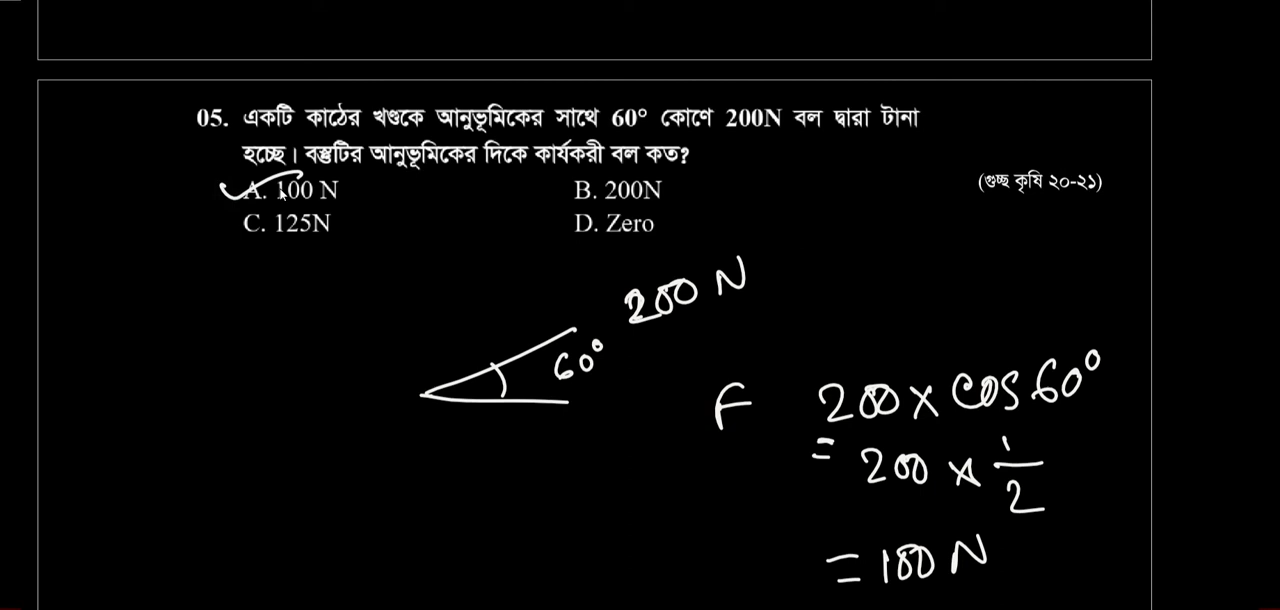 05. একটি কাঠের খণ্ডকে আনুভূমিকের সাথে 60° কোণে 200N বল দ্বারা টানা
হচ্ছে। বস্তুটির আনুভূমিকের দিকে কার্যকরী বল কত?
(গুচ্ছ কৃষি ২০-২১)
A. 100 N B. 200N
C. 125N D. Zero
200 N
60°
F 200 × cos 60°
= 200 × 1/2
= 100 N